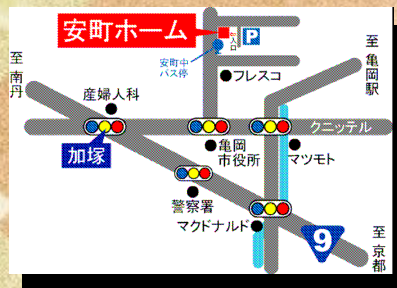 安町ホーム
入口
P
安町中
バス停
フレスコ
至
亀岡駅
至
南丹
産婦人科
クニッテル
加塚
亀岡
市役所
マツモト
警察署
マクドナルド
9
至
京都